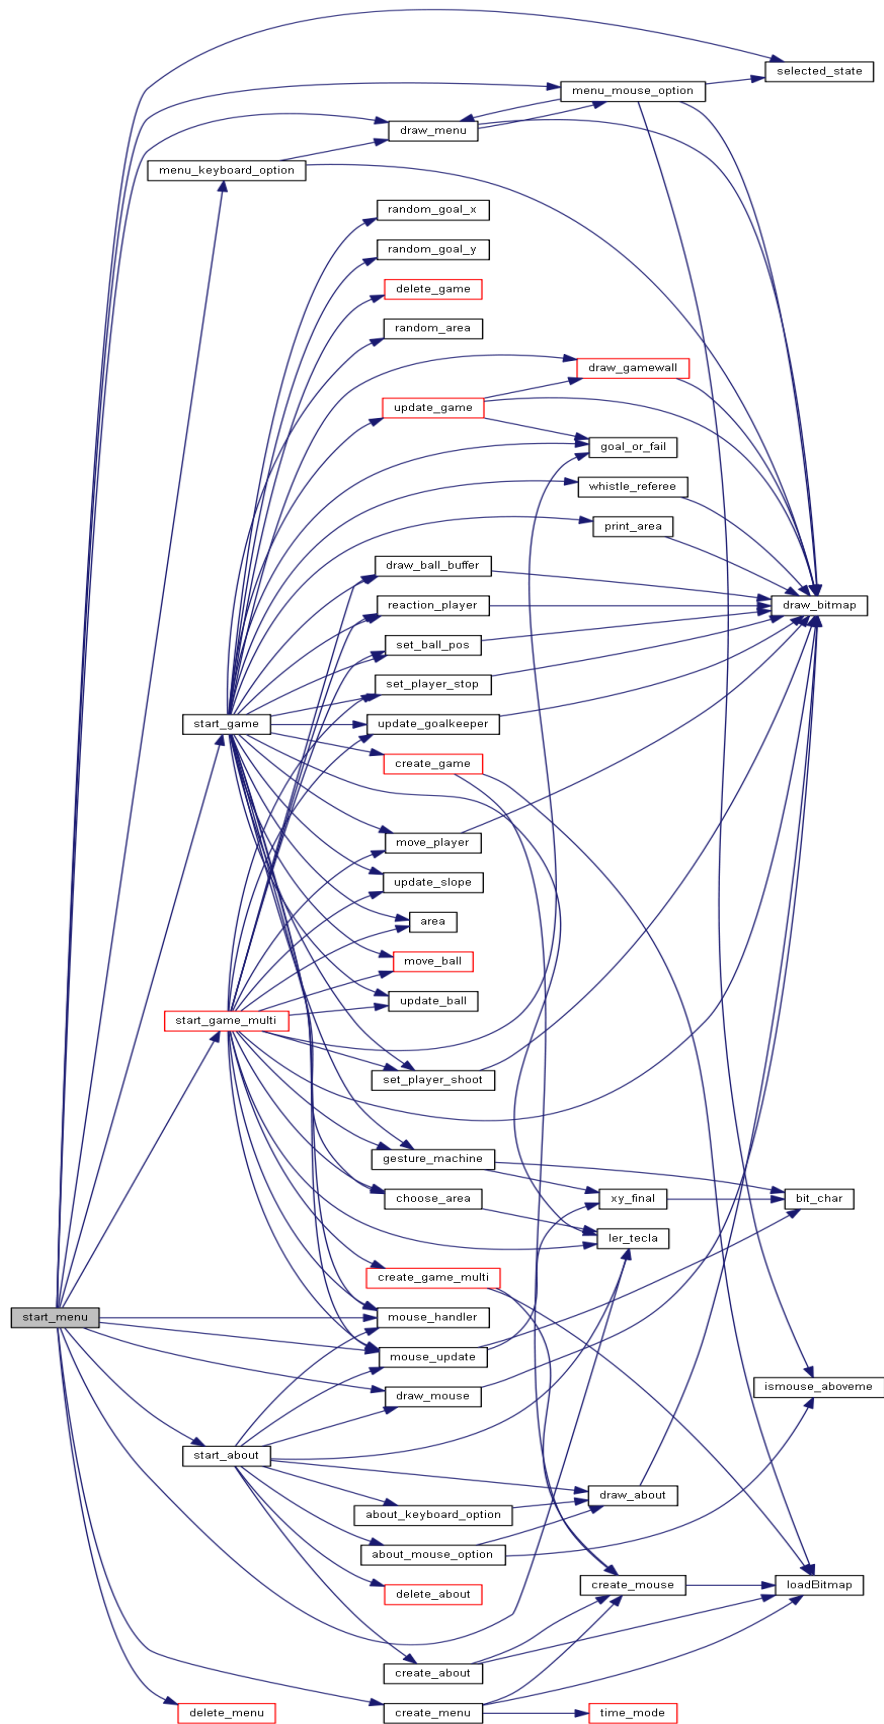 selected_state
menu_mouse_option
draw_menu
menu_keyboard_option
random_goal_x
random_goal_y
delete_game
random_area
draw_gamewall
update_game
goal_or_fail
whistle_referee
print_area
draw_ball_buffer
reaction_player
draw_bitmap
set_ball_pos
set_player_stop
start_game
update_goalkeeper
create_game
move_player
update_slope
area
move_ball
update_ball
start_game_multi
set_player_shoot
gesture_machine
choose_area
xy_final
bit_char
ler_tecla
create_game_multi
start_menu
mouse_handler
mouse_update
ismouse_aboveme
draw_mouse
start_about
draw_about
about_keyboard_option
about_mouse_option
create_mouse
loadBitmap
delete_about
create_about
delete_menu
create_menu
time_mode